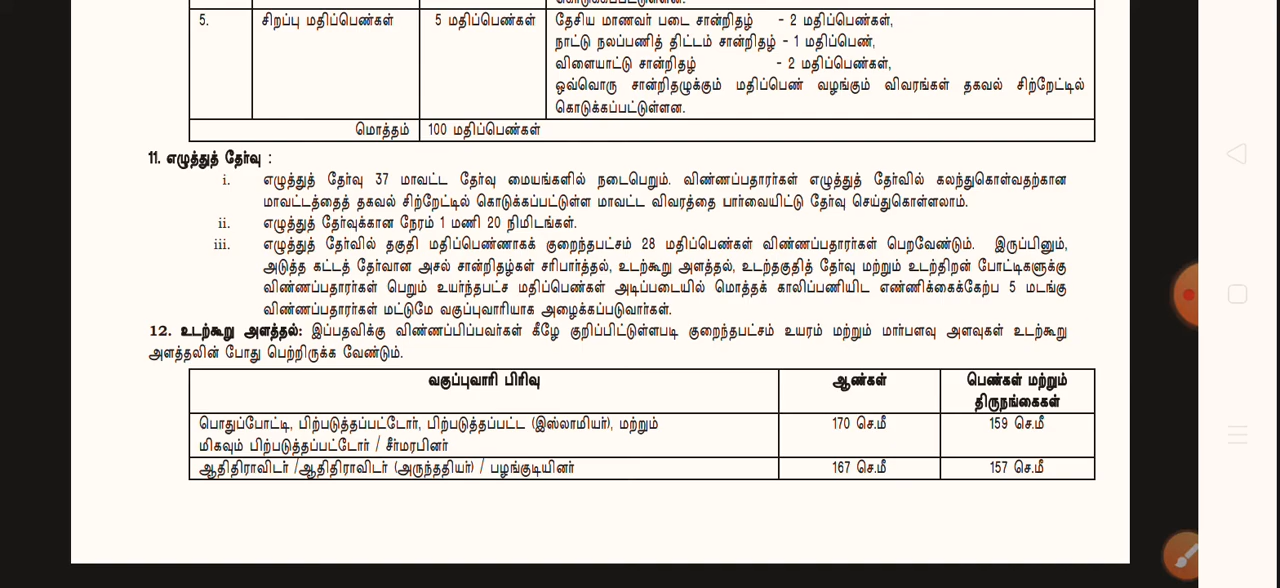 5. சிறப்பு மதிப்பெண்கள் 5 மதிப்பெண்கள் தேசிய மாணவர் படை சான்றிதழ் - 2 மதிப்பெண்கள்,
நாட்டு நலப்பணித் திட்டம் சான்றிதழ் - 1 மதிப்பெண்,
விளையாட்டு சான்றிதழ் - 2 மதிப்பெண்கள்,
ஒவ்வொரு சான்றிதழுக்கும் மதிப்பெண் வழங்கும் விவரங்கள் தகவல் சிற்றேட்டில்
கொடுக்கப்பட்டுள்ளன.
மொத்தம் 100 மதிப்பெண்கள்
11. எழுத்துத் தேர்வு :
i. எழுத்துத் தேர்வு 37 மாவட்ட தேர்வு மையங்களில் நடைபெறும். விண்ணப்பதாரர்கள் எழுத்துத் தேர்வில் கலந்துகொள்வதற்கான
மாவட்டத்தைத் தகவல் சிற்றேட்டில் கொடுக்கப்பட்டுள்ள மாவட்ட விவரத்தை பார்வையிட்டு தேர்வு செய்துகொள்ளலாம்.
ii. எழுத்துத் தேர்வுக்கான நேரம் 1 மணி 20 நிமிடங்கள்.
iii. எழுத்துத் தேர்வில் தகுதி மதிப்பெண்ணாகக் குறைந்தபட்சம் 28 மதிப்பெண்கள் விண்ணப்பதாரர்கள் பெறவேண்டும். இருப்பினும்,
அடுத்த கட்டத் தேர்வான அசல் சான்றிதழ்கள் சரிபார்த்தல், உடற்கூறு அளத்தல், உடற்தகுதித் தேர்வு மற்றும் உடற்திறன் போட்டிகளுக்கு
விண்ணப்பதாரர்கள் பெறும் உயர்ந்தபட்ச மதிப்பெண்கள் அடிப்படையில் மொத்தக் காலிப்பணியிட எண்ணிக்கைக்கேற்ப 5 மடங்கு
விண்ணப்பதாரர்கள் மட்டுமே வகுப்புவாரியாக அழைக்கப்படுவார்கள்.
12. உடற்கூறு அளத்தல்: இப்பதவிக்கு விண்ணப்பிப்பவர்கள் கீழே குறிப்பிட்டுள்ளபடி குறைந்தபட்சம் உயரம் மற்றும் மார்பளவு அளவுகள் உடற்கூறு
அளத்தலின் போது பெற்றிருக்க வேண்டும்.
வகுப்புவாரி பிரிவு ஆண்கள் பெண்கள் மற்றும்
திருநங்கைகள்
பொதுப்போட்டி, பிற்படுத்தப்பட்டோர், பிற்படுத்தப்பட்ட (இஸ்லாமியர்), மற்றும் 170 செ.மீ 159 செ.மீ
மிகவும் பிற்படுத்தப்பட்டோர் / சீர்மரபினர்
ஆதிதிராவிடர் /ஆதிதிராவிடர் (அருந்ததியர்) / பழங்குடியினர் 167 செ.மீ 157 செ.மீ